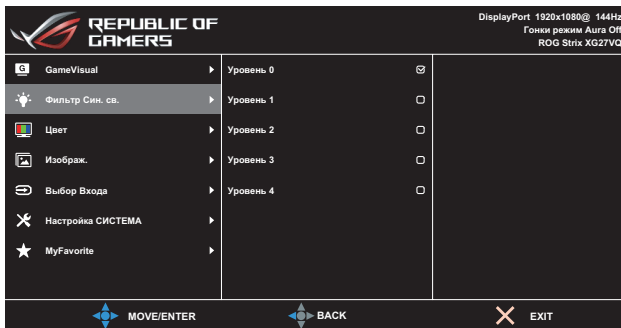 REPUBLIC OF
GAMERS
DisplayPort 1920x1080@ 144Hz
Гонки режим Aura Off
ROG Strix XG27VQ
G GameVisual
Фильтр Син. св.
Цвет
Изображ.
Выбор Входа
Настройка СИСТЕМА
MyFavorite
Уровень 0
Уровень 1
Уровень 2
Уровень 3
Уровень 4
MOVE/ENTER
BACK
EXIT